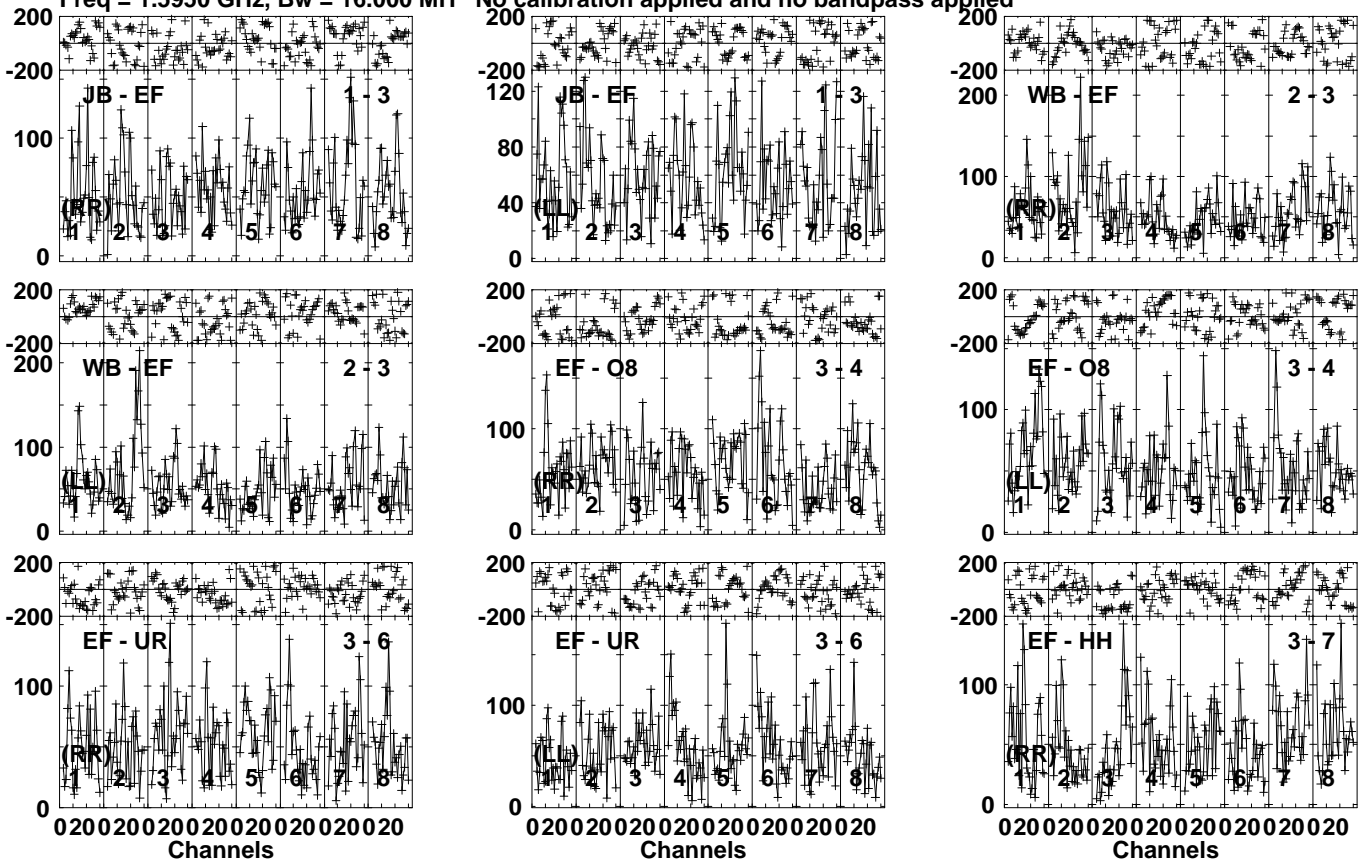 Freq = 1.5950 GHz, Bw = 16.000 MH No calibration applied and no bandpass applied
200 200 200
-200 -200 -200
JB - EF 1 - 3 JB - EF 1 - 3 WB - EF 2 - 3
120 200
100 80 100
40
(RR) (LL) (RR)
1 2 3 4 5 6 7 8 1 2 3 4 5 6 7 8 1 2 3 4 5 6 7 8
0 0 0
200 200 200
-200 -200 -200
WB - EF 2 - 3 EF - O8 3 - 4 EF - O8 3 - 4
200
100 100 100
(LL) (RR) (LL)
1 2 3 4 5 6 7 8 1 2 3 4 5 6 7 8 1 2 3 4 5 6 7 8
0 0 0
200 200 200
-200 -200 -200
EF - UR 3 - 6 EF - UR 3 - 6 EF - HH 3 - 7
100 100 100
(RR) (LL) (RR)
1 2 3 4 5 6 7 8 1 2 3 4 5 6 7 8 1 2 3 4 5 6 7 8
0 0 0
0 20 0 20 0 20 0 20 0 20 0 20 0 20 0 20 0 20 0 20 0 20 0 20 0 20 0 20 0 20 0 20 0 20 0 20 0 20 0 20 0 20 0 20 0 20 0 20
Channels Channels Channels